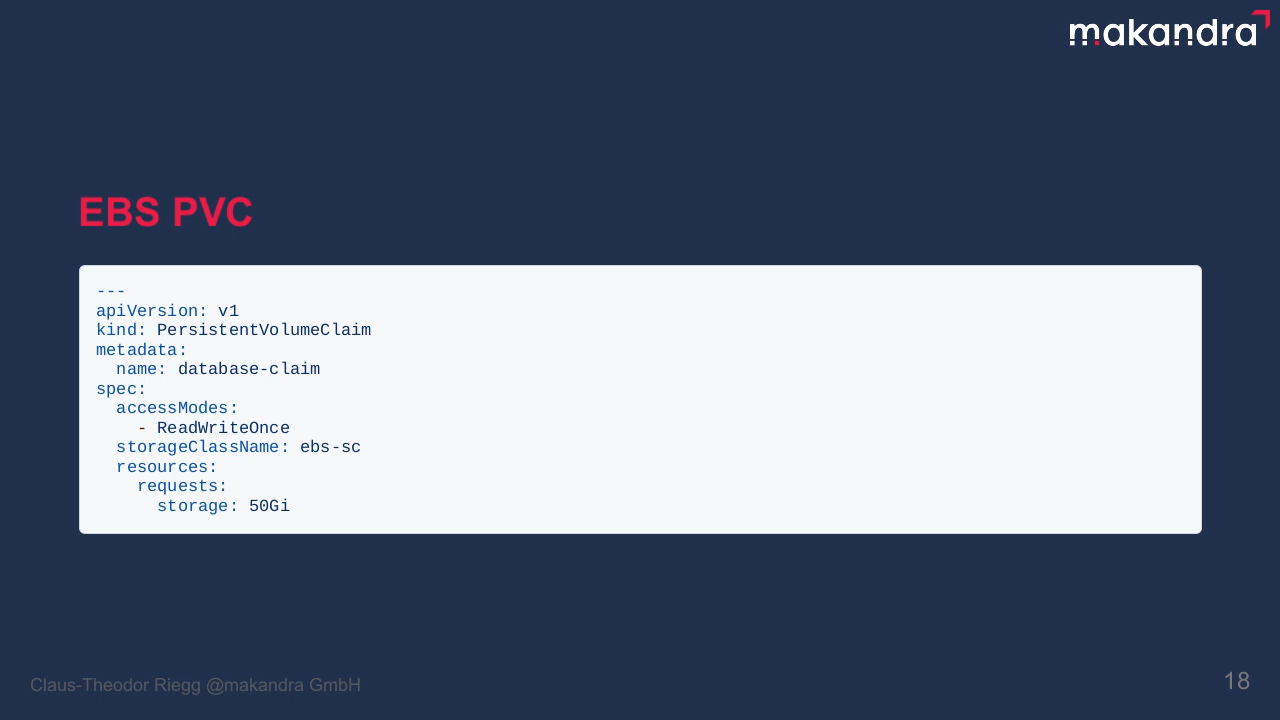 makandra
EBS PVC
---
apiVersion: v1
kind: PersistentVolumeClaim
metadata:
  name: database-claim
spec:
  accessModes:
    - ReadWriteOnce
  storageClassName: ebs-sc
  resources:
    requests:
      storage: 50Gi
Claus-Theodor Riegg @makandra GmbH
18